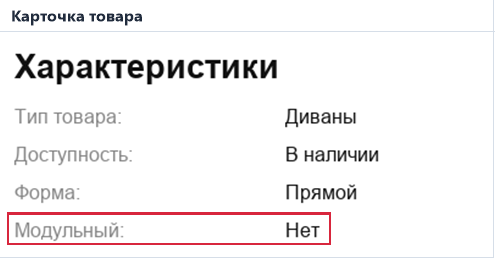 Карточка товара
Характеристики
Тип товара: Диваны
Доступность: В наличии
Форма: Прямой
Модульный: Нет